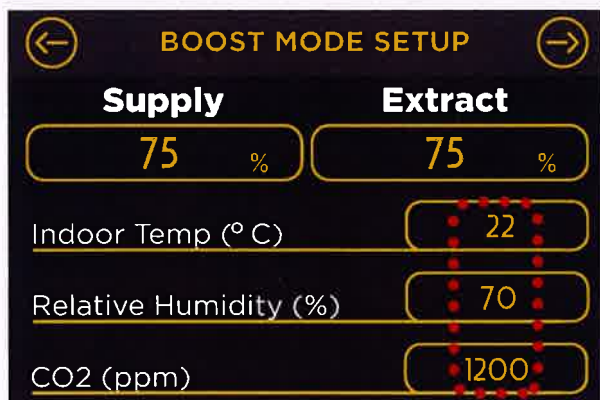 BOOST MODE SETUP
Supply Extract
75 % 75 %
Indoor Temp (° C) 22
Relative Humidity (%) 70
CO2 (ppm) 1200